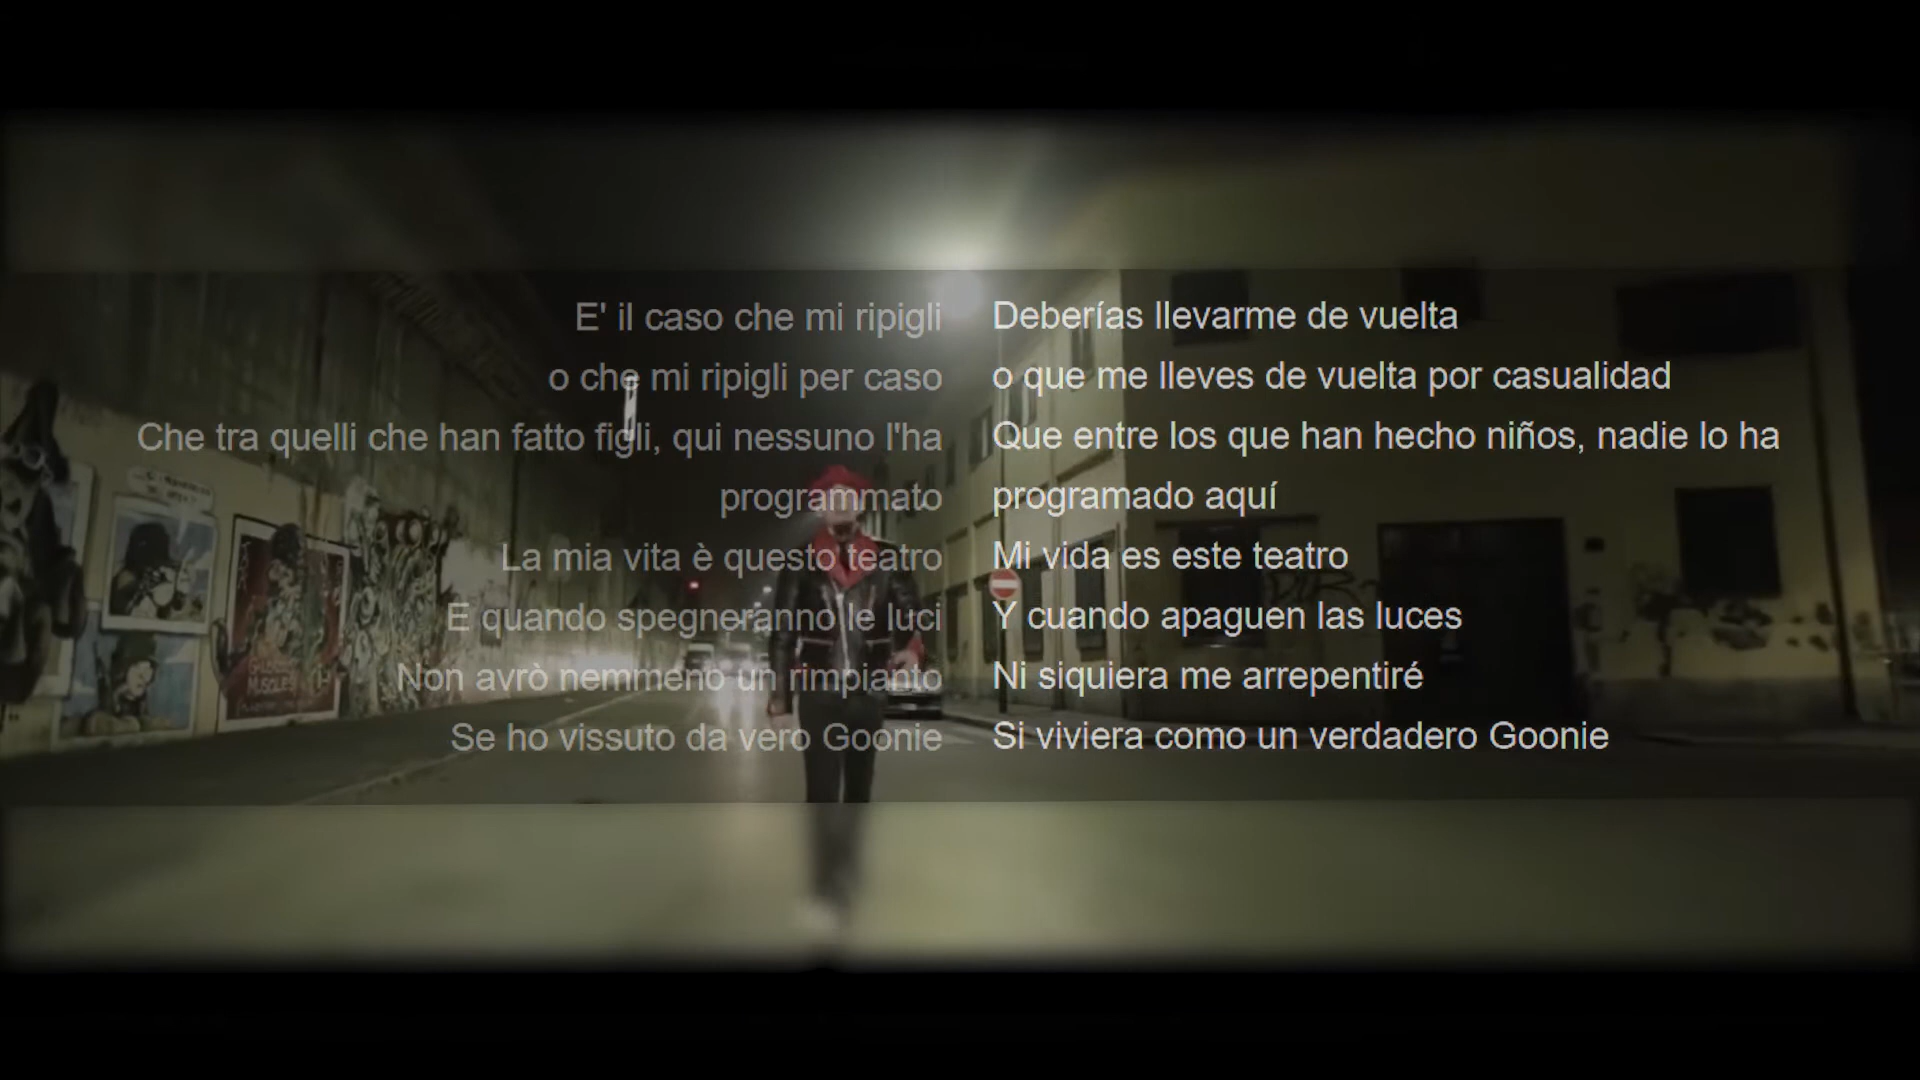 E' il caso che mi ripigli
o che mi ripigli per caso
Che tra quelli che han fatto figli, qui nessuno l'ha
programmato
La mia vita è questo teatro
E quando spegneranno le luci
Non avrò nemmeno un rimpianto
Se ho vissuto da vero Goonie
Deberías llevarme de vuelta
o que me lleves de vuelta por casualidad
Que entre los que han hecho niños, nadie lo ha
programado aquí
Mi vida es este teatro
Y cuando apaguen las luces
Ni siquiera me arrepentiré
Si viviera como un verdadero Goonie